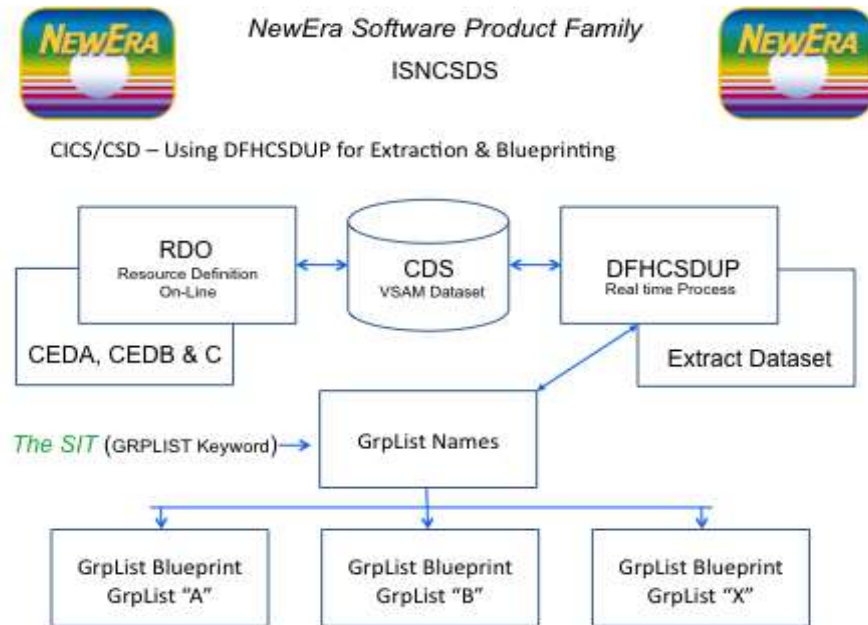 NEWERA
NewEra Software Product Family
NEWERA
ISNCSDS
CICS/CSD – Using DFHCSDUP for Extraction & Blueprinting
RDO
Resource Definition
On-Line
CEDA, CEDB & C
CDS
VSAM Dataset
DFHCSDUP
Real time Process
Extract Dataset
The SIT (GRPLIST Keyword)
GrpList Names
GrpList Blueprint
GrpList “A”
GrpList Blueprint
GrpList “B”
GrpList Blueprint
GrpList “X”